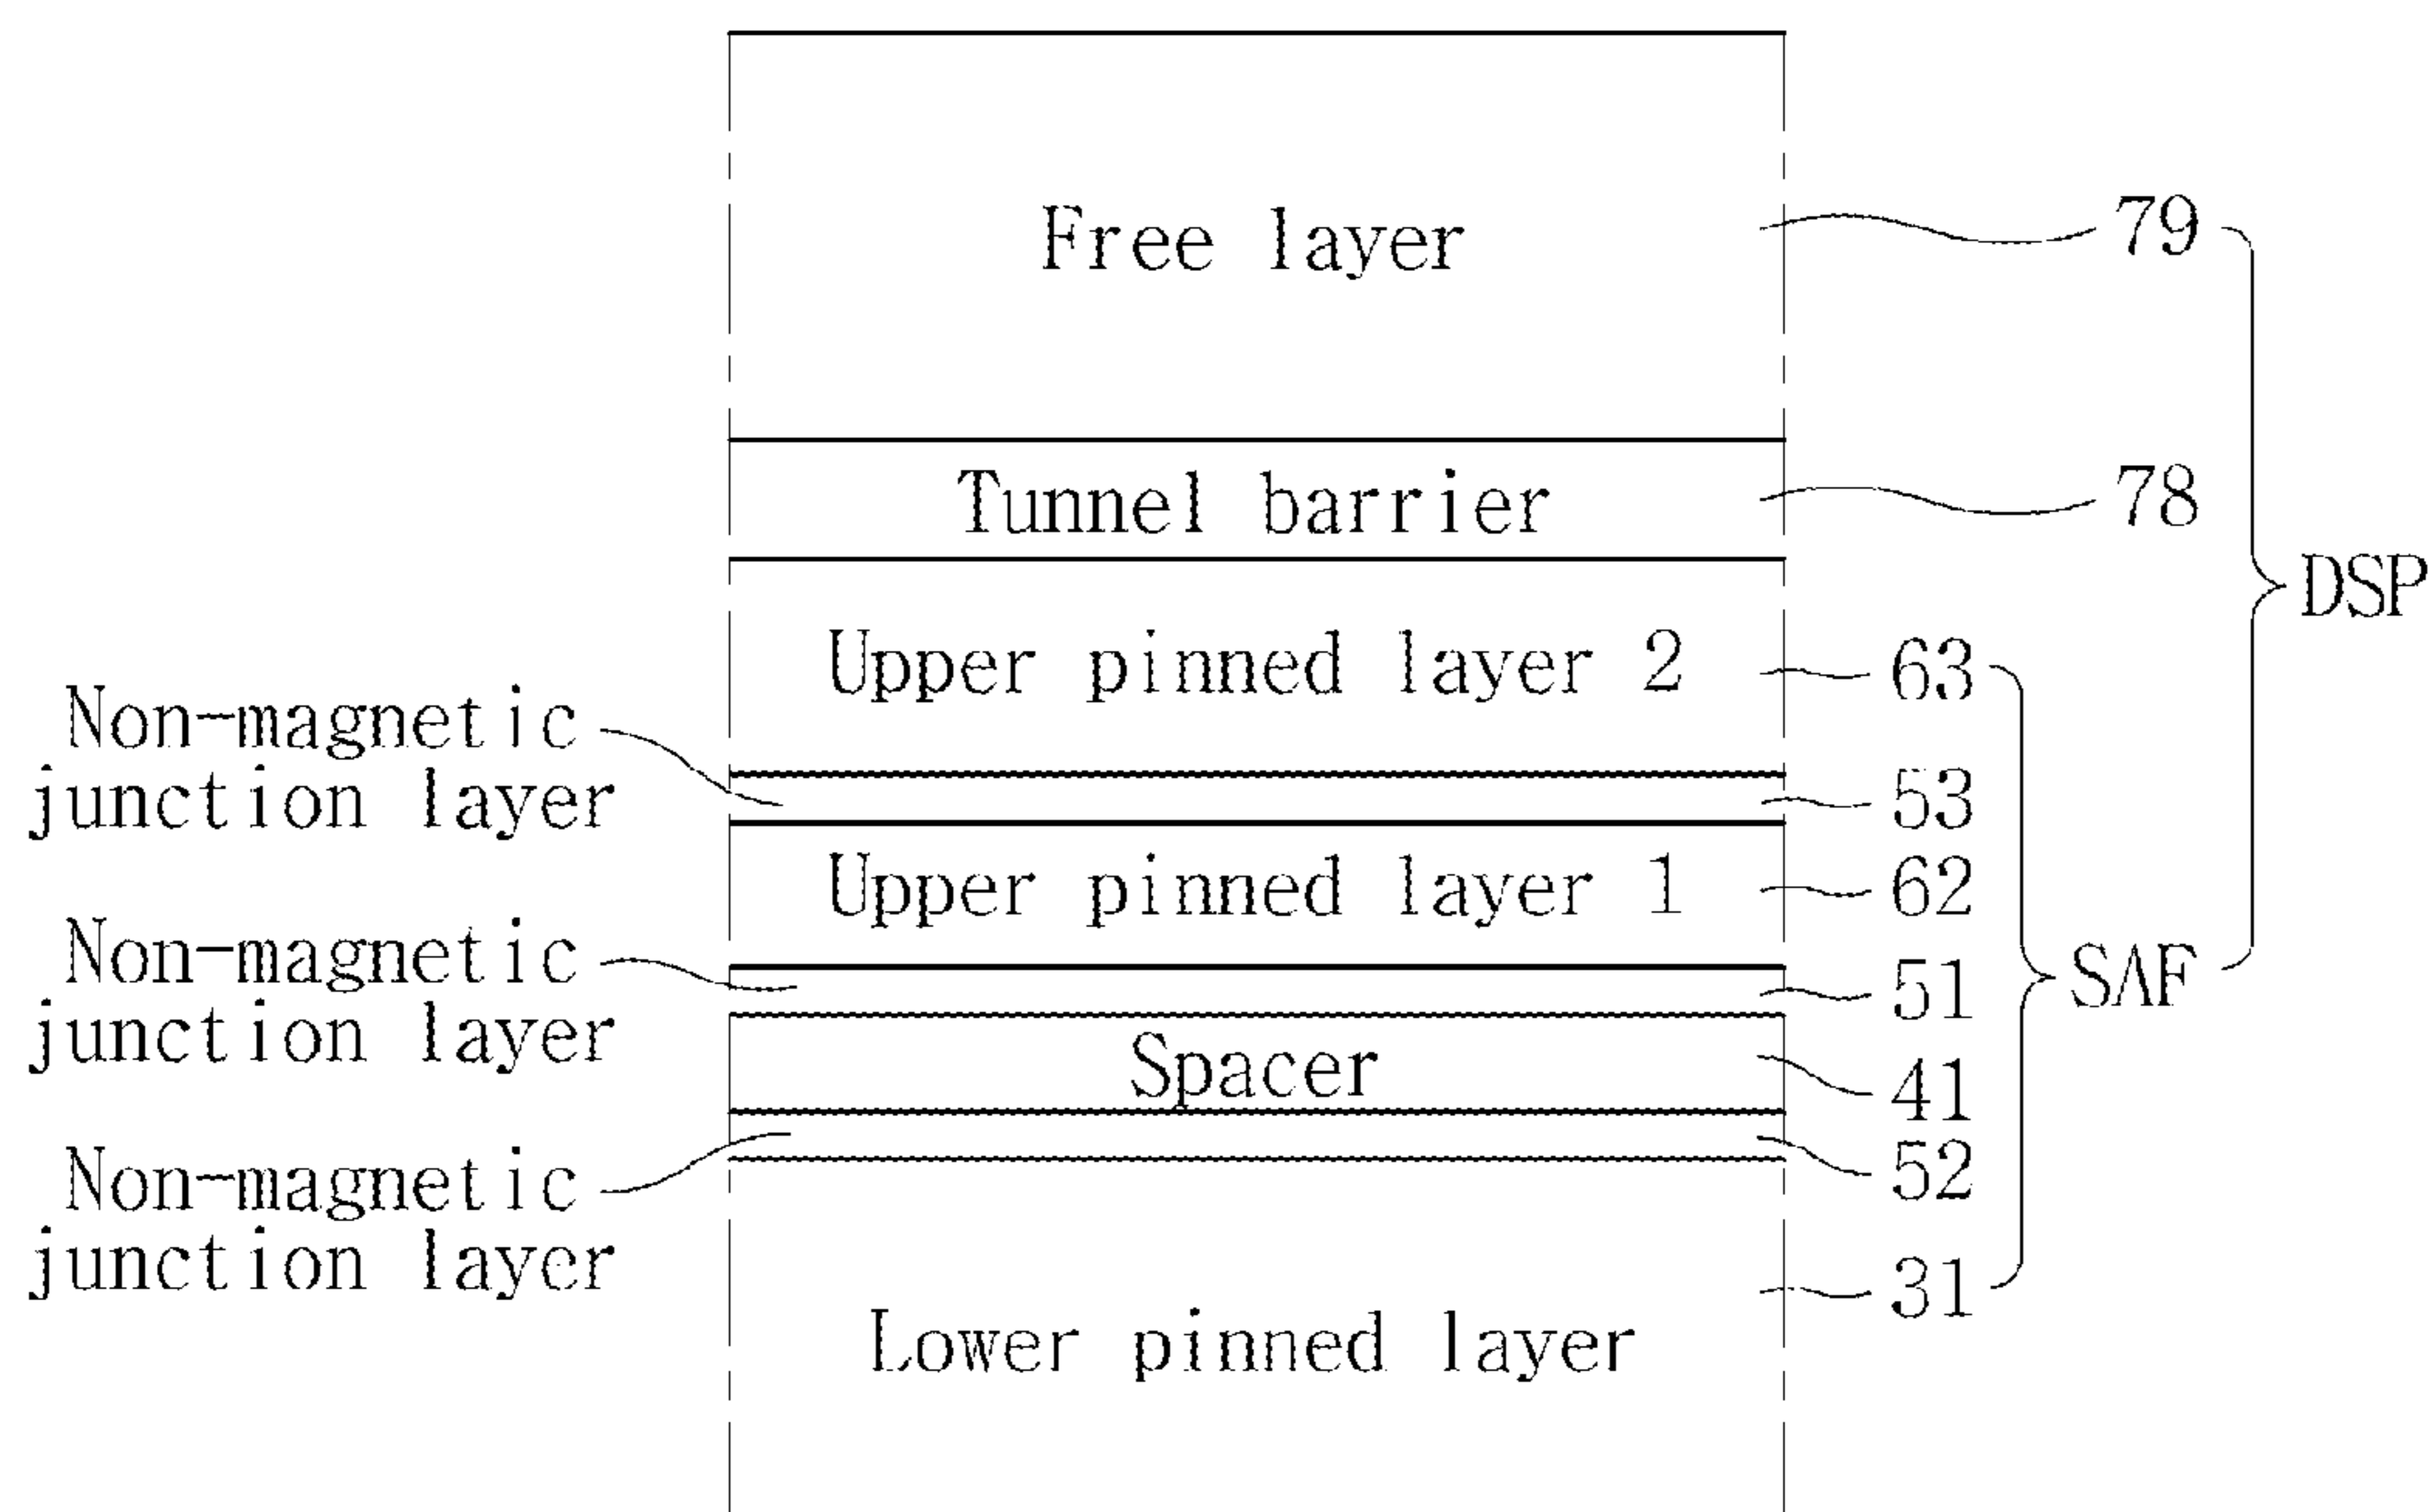 Free layer
79
Tunnel barrier
78
DSP
Upper pinned layer 2
63
Non-magnetic
junction layer
53
Upper pinned layer 1
62
Non-magnetic
junction layer
51
SAF
Spacer
41
Non-magnetic
junction layer
52
31
Lower pinned layer